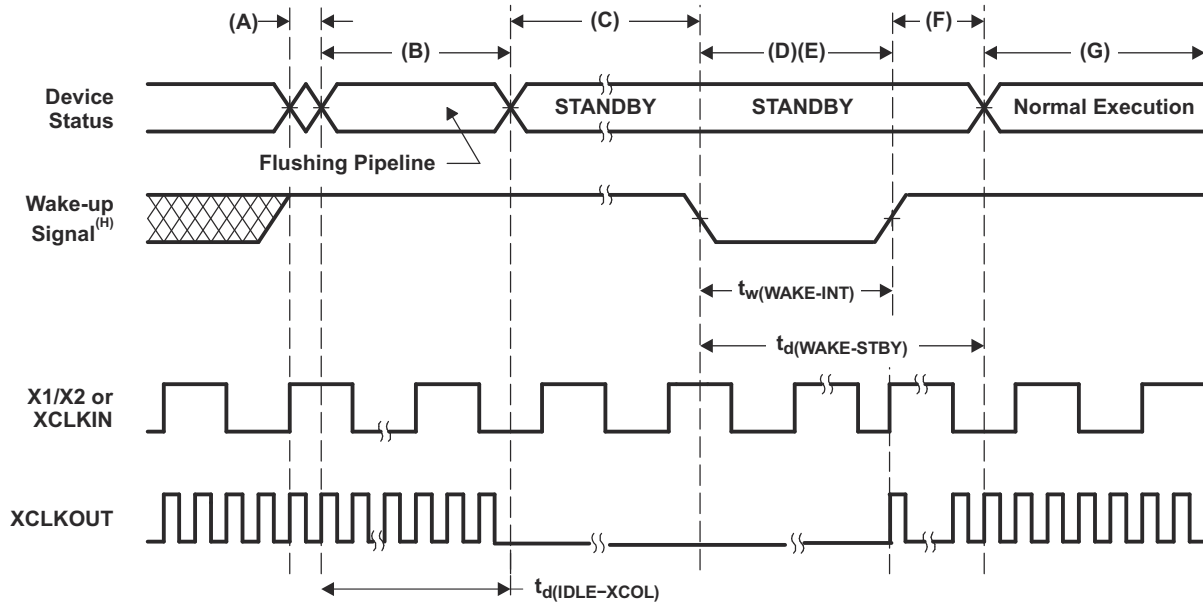 (A)
(B)
(C)
(D)(E)
(F)
(G)
Device
Status
STANDBY
STANDBY
Normal Execution
Flushing Pipeline
Wake-up
Signal(H)
tw(WAKE-INT)
td(WAKE-STBY)
X1/X2 or
XCLKIN
XCLKOUT
td(IDLE−XCOL)